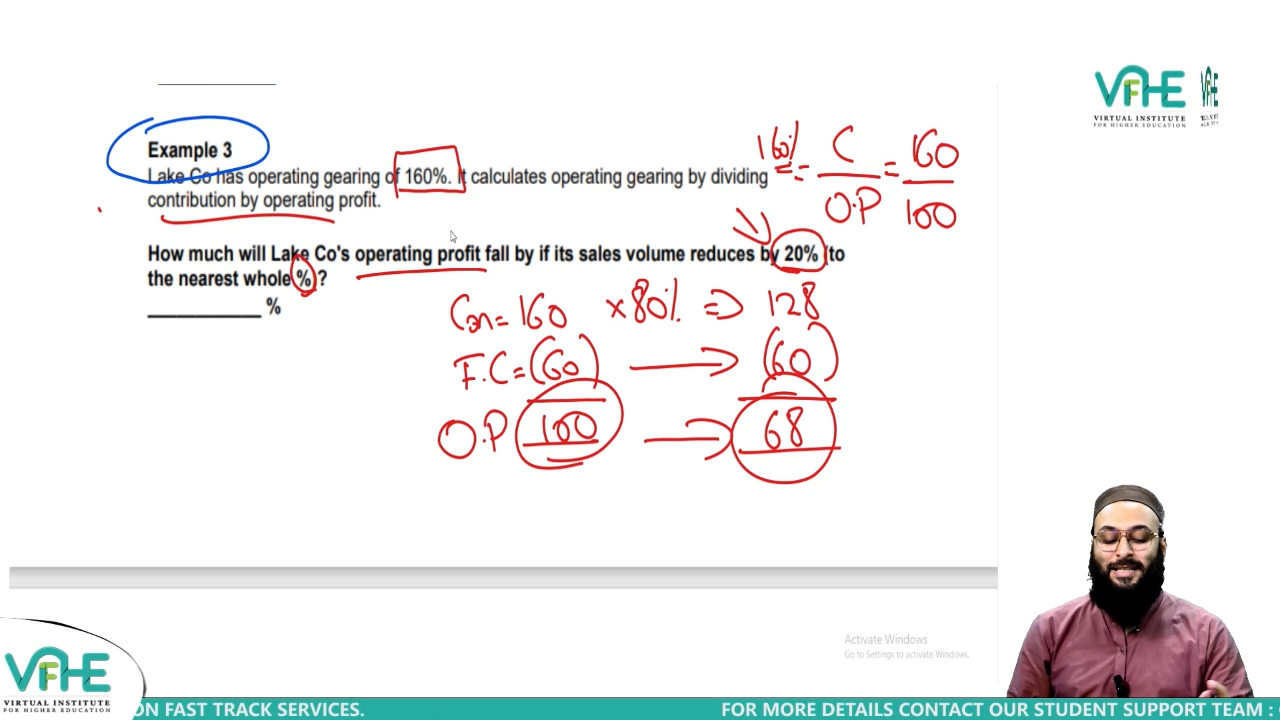 VFHE
VIRTUAL INSTITUTE
FOR HIGHER EDUCATION
Example 3
Lake Co has operating gearing of 160%. It calculates operating gearing by dividing
contribution by operating profit.
160% = C / O.P = 160 / 100
How much will Lake Co's operating profit fall by if its sales volume reduces by 20% (to
the nearest whole %)?
____________ %
Con = 160 ×80% => 128
F.C = (60) (60)
O.P 100 => 68
Activate Windows
Go to Settings to activate Windows.
VFHE
VIRTUAL INSTITUTE
FOR HIGHER EDUCATION
ON FAST TRACK SERVICES.
FOR MORE DETAILS CONTACT OUR STUDENT SUPPORT TEAM :